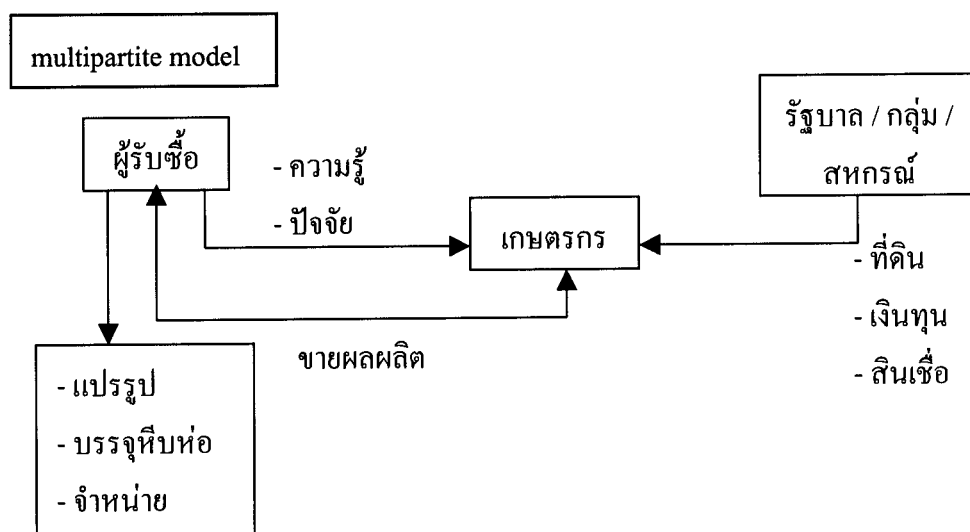 multipartite model
ผู้รับซื้อ
- ความรู้
- ปัจจัย
เกษตรกร
รัฐบาล / กลุ่ม /
สหกรณ์
- ที่ดิน
- เงินทุน
- สินเชื่อ
ขายผลผลิต
- แปรรูป
- บรรจุหีบห่อ
- จำหน่าย